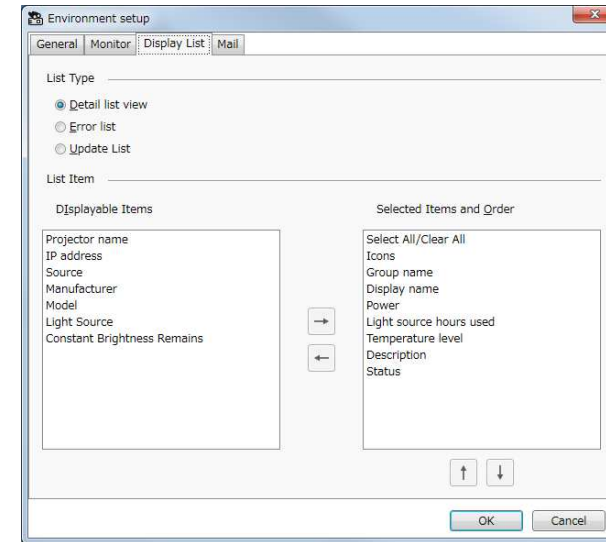 Environment setup
General Monitor Display List Mail
List Type
Detail list view
Error list
Update List
List Item
DIsplayable Items
Projector name
IP address
Source
Manufacturer
Model
Light Source
Constant Brightness Remains
→
←
Selected Items and Order
Select All/Clear All
Icons
Group name
Display name
Power
Light source hours used
Temperature level
Description
Status
↑ ↓
OK Cancel